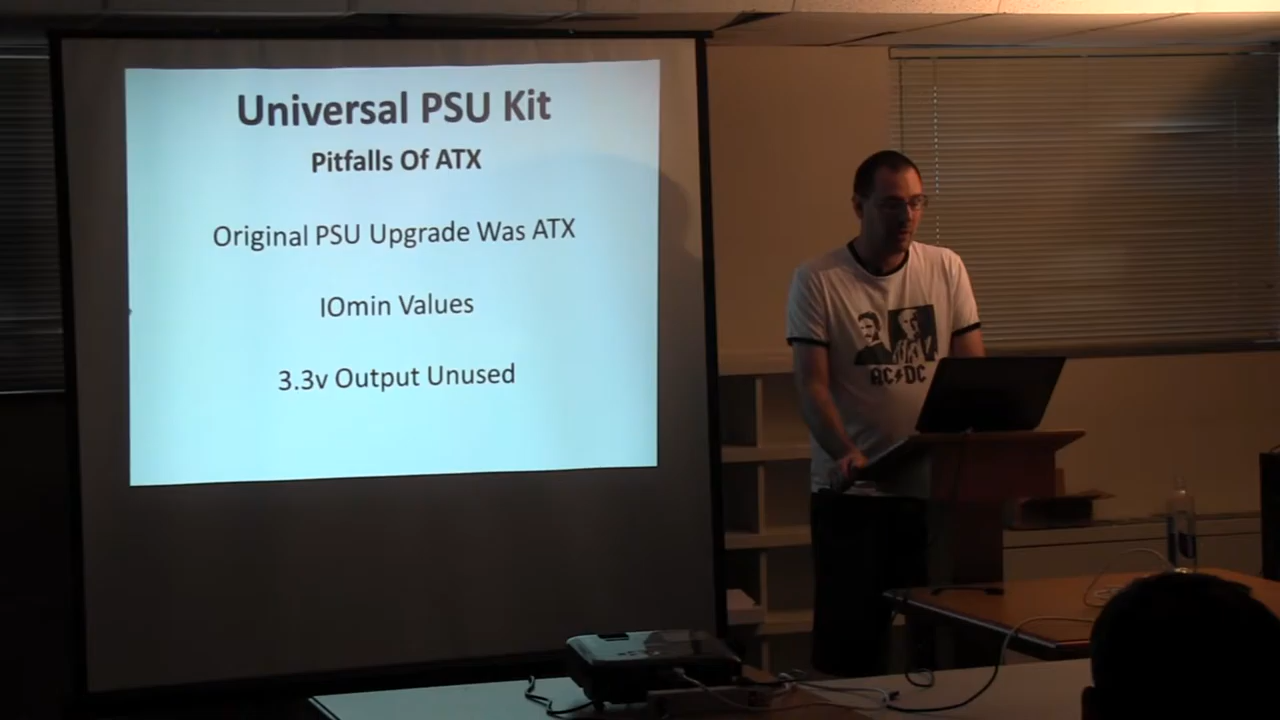 Universal PSU Kit
Pitfalls Of ATX
Original PSU Upgrade Was ATX
IOmin Values
3.3v Output Unused
AC⚡DC